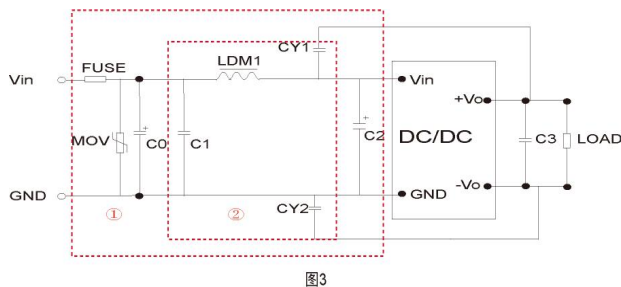 CY1
FUSE
LDM1
Vin
Vin
+Vo
MOV
C0
C1
C2
DC/DC
C3
LOAD
GND
GND
-Vo
①
②
CY2
图3